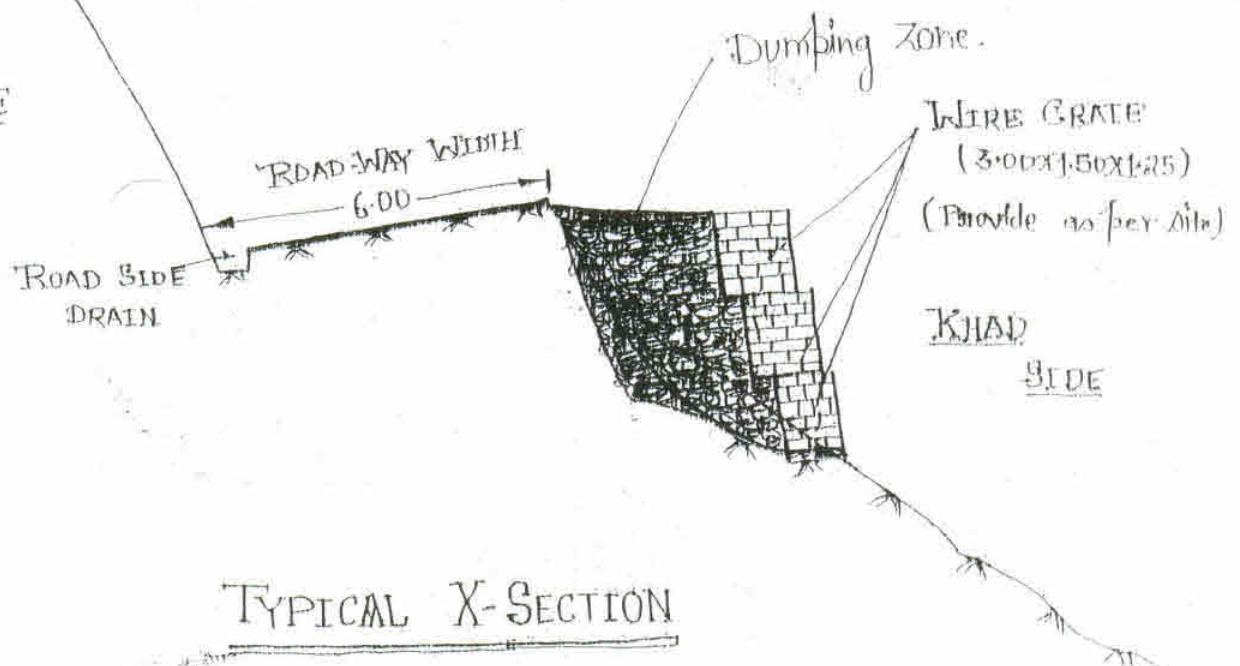 Dumping Zone.
WIRE CRATE
(3.00X1.50X1.25)
(Provide as per site)
ROAD-WAY WIDTH
6.00
ROAD SIDE
DRAIN
KHAD
SIDE
TYPICAL X-SECTION